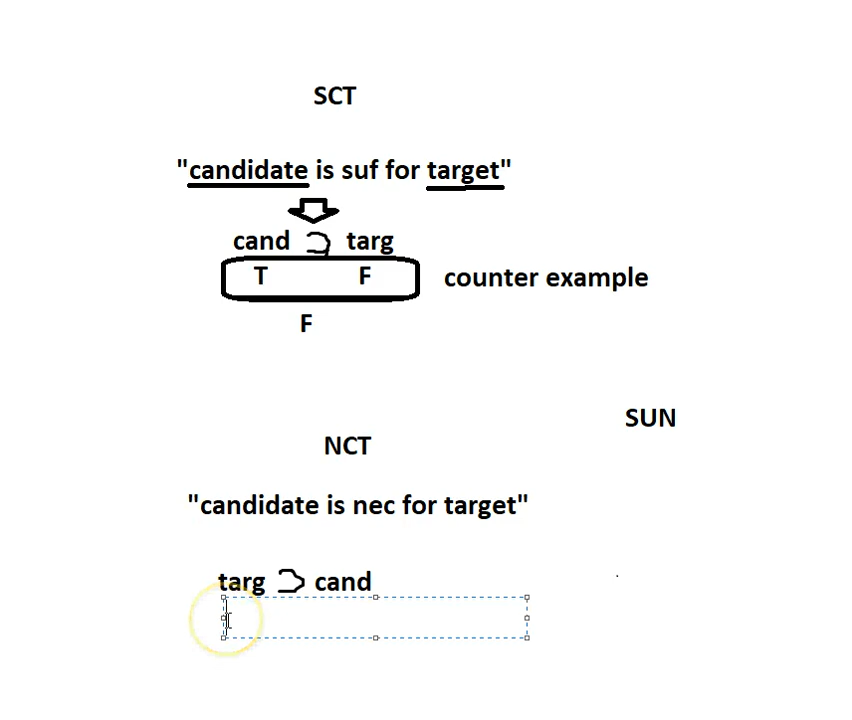 SCT
"candidate is suf for target"
cand ⊃ targ
T F counter example
F
SUN
NCT
"candidate is nec for target"
targ ⊃ cand